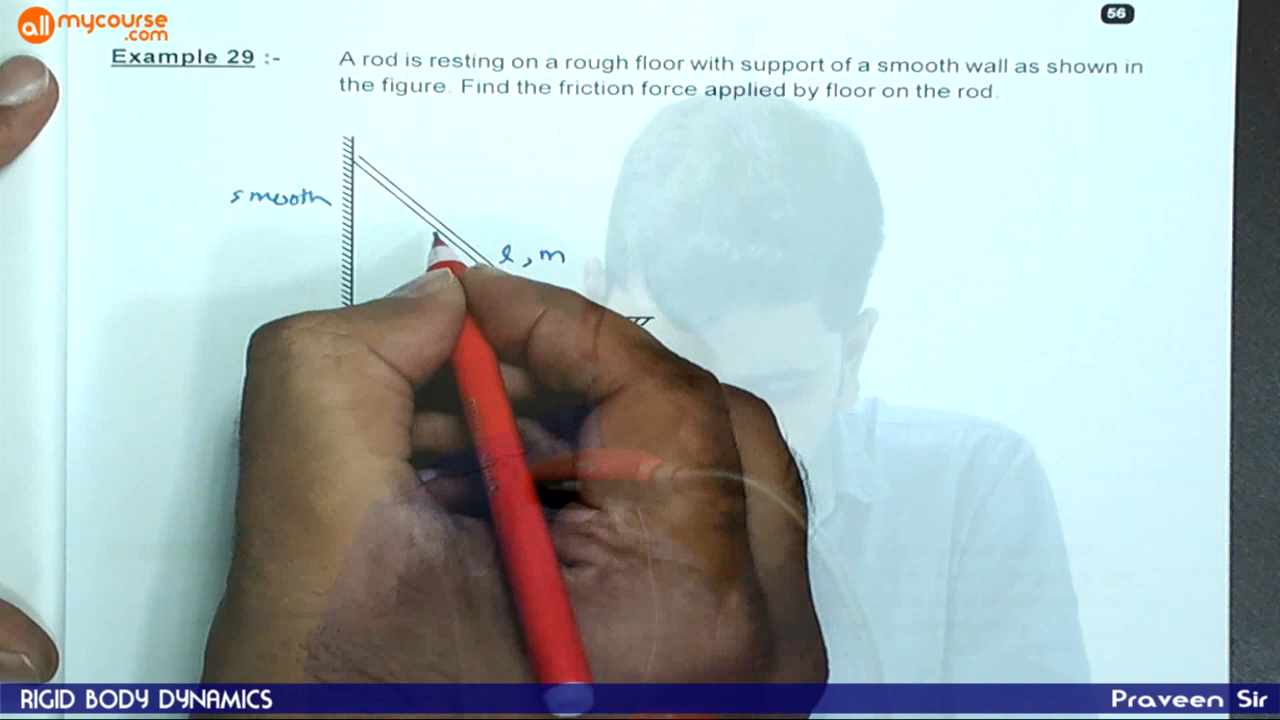 all mycourse
.com
56
Example 29 :- A rod is resting on a rough floor with support of a smooth wall as shown in
the figure. Find the friction force applied by floor on the rod.
smooth
l, m
RIGID BODY DYNAMICS
Praveen Sir